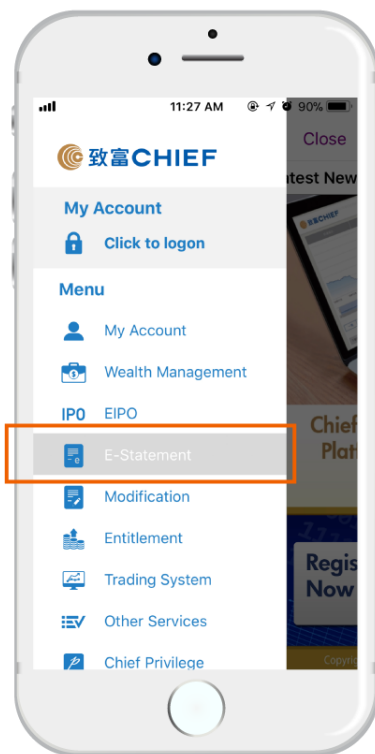 11:27 AM
90%
Close
致富CHIEF
test New
My Account
Click to logon
Menu
My Account
Wealth Management
IPO EIPO
Chief
Plat
E-Statement
Modification
Entitlement
Regis
Now
Trading System
Other Services
Chief Privilege
Copyri